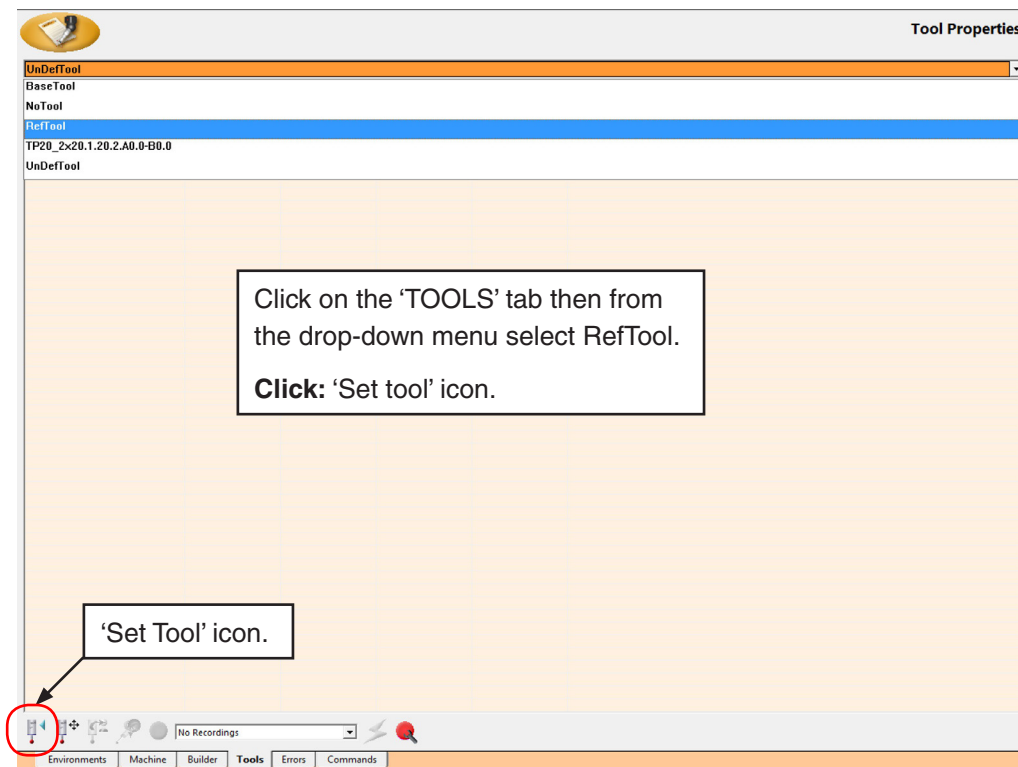 Tool Properties
UnDefTool
BaseTool
NoTool
RefTool
TP20_2x20.1.20.2.A0.0-B0.0
UnDefTool
Click on the ‘TOOLS’ tab then from
the drop-down menu select RefTool.
Click: ‘Set tool’ icon.
‘Set Tool’ icon.
No Recordings
Environments Machine Builder Tools Errors Commands